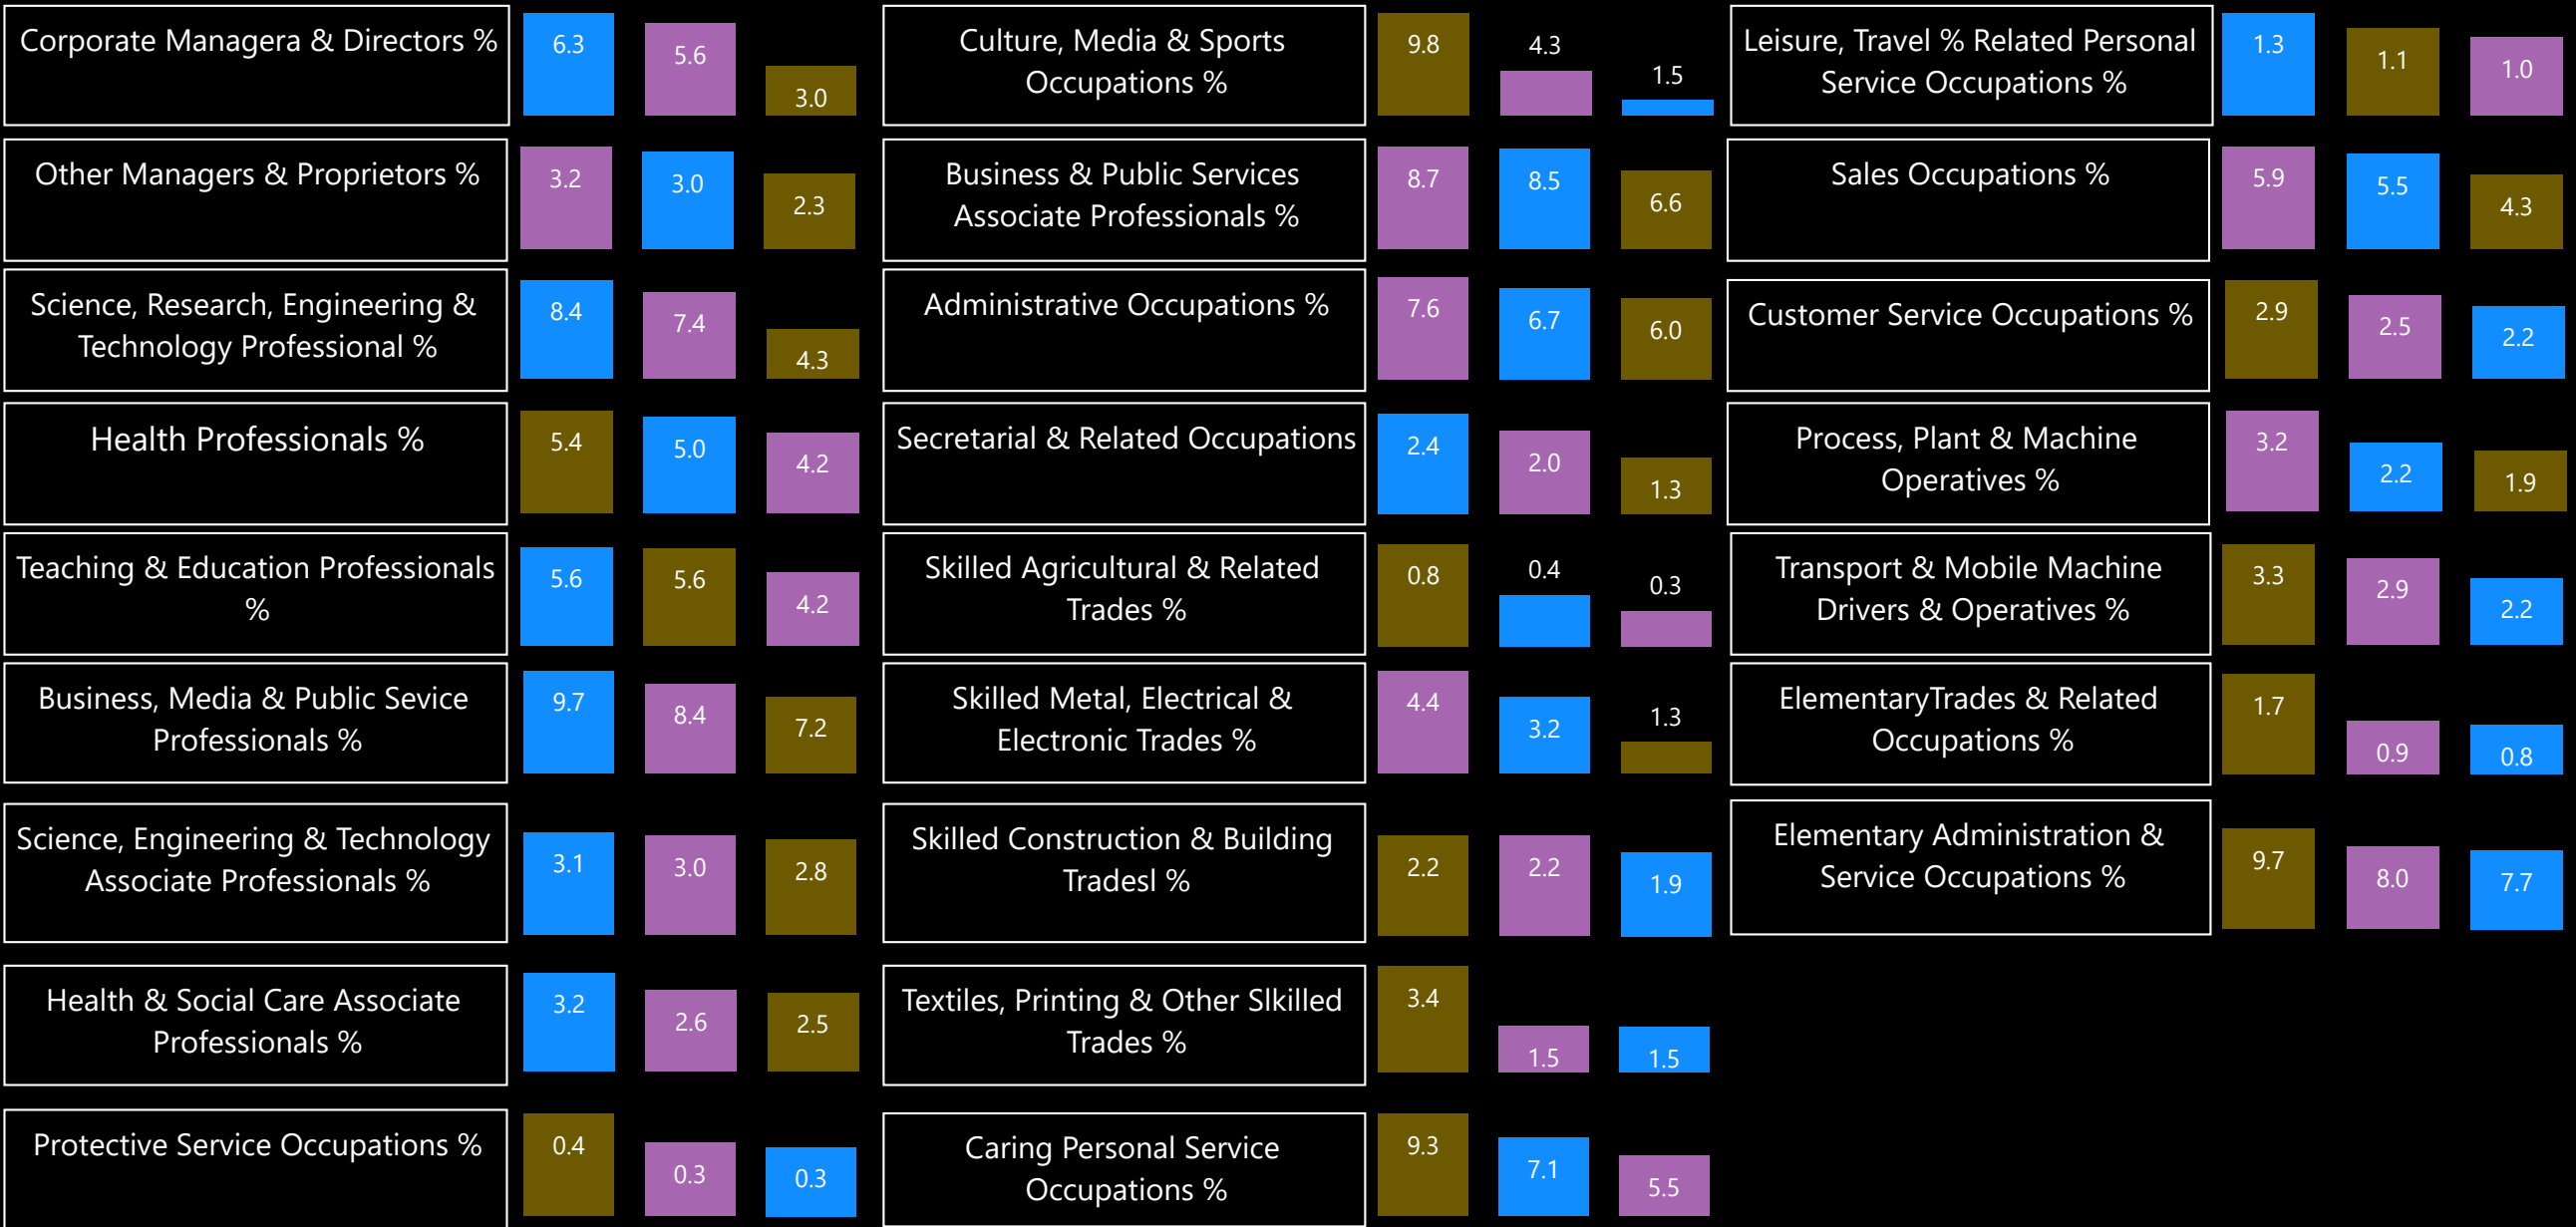 Corporate Managera & Directors %
6.3
5.6
3.0
Other Managers & Proprietors %
3.2
3.0
2.3
Science, Research, Engineering &
Technology Professional %
8.4
7.4
4.3
Health Professionals %
5.4
5.0
4.2
Teaching & Education Professionals
%
5.6
5.6
4.2
Business, Media & Public Sevice
Professionals %
9.7
8.4
7.2
Science, Engineering & Technology
Associate Professionals %
3.1
3.0
2.8
Health & Social Care Associate
Professionals %
3.2
2.6
2.5
Protective Service Occupations %
0.4
0.3
0.3
Culture, Media & Sports
Occupations %
9.8
4.3
1.5
Business & Public Services
Associate Professionals %
8.7
8.5
6.6
Administrative Occupations %
7.6
6.7
6.0
Secretarial & Related Occupations
2.4
2.0
1.3
Skilled Agricultural & Related
Trades %
0.8
0.4
0.3
Skilled Metal, Electrical &
Electronic Trades %
4.4
3.2
1.3
Skilled Construction & Building
Tradesl %
2.2
2.2
1.9
Textiles, Printing & Other Slkilled
Trades %
3.4
1.5
1.5
Caring Personal Service
Occupations %
9.3
7.1
5.5
Leisure, Travel % Related Personal
Service Occupations %
1.3
1.1
1.0
Sales Occupations %
5.9
5.5
4.3
Customer Service Occupations %
2.9
2.5
2.2
Process, Plant & Machine
Operatives %
3.2
2.2
1.9
Transport & Mobile Machine
Drivers & Operatives %
3.3
2.9
2.2
ElementaryTrades & Related
Occupations %
1.7
0.9
0.8
Elementary Administration &
Service Occupations %
9.7
8.0
7.7